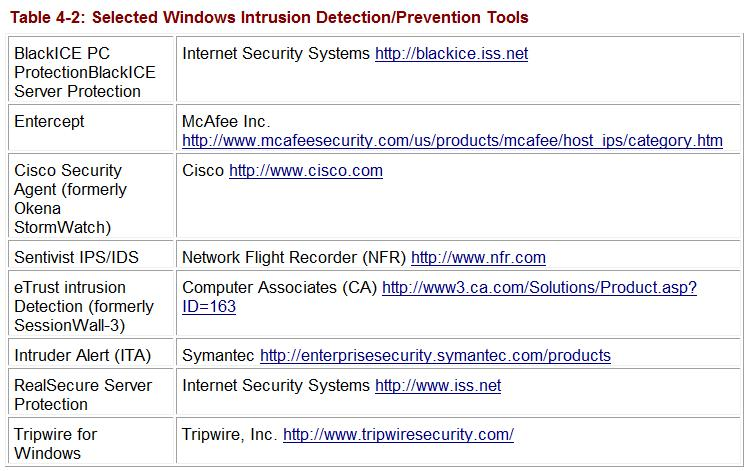 Table 4-2: Selected Windows Intrusion Detection/Prevention Tools
BlackICE PC
ProtectionBlackICE
Server Protection
Internet Security Systems http://blackice.iss.net
Entercept
McAfee Inc.
http://www.mcafeesecurity.com/us/products/mcafee/host_ips/category.htm
Cisco Security
Agent (formerly
Okena
StormWatch)
Cisco http://www.cisco.com
Sentivist IPS/IDS
Network Flight Recorder (NFR) http://www.nfr.com
eTrust intrusion
Detection (formerly
SessionWall-3)
Computer Associates (CA) http://www3.ca.com/Solutions/Product.asp?
ID=163
Intruder Alert (ITA)
Symantec http://enterprisesecurity.symantec.com/products
RealSecure Server
Protection
Internet Security Systems http://www.iss.net
Tripwire for
Windows
Tripwire, Inc. http://www.tripwiresecurity.com/